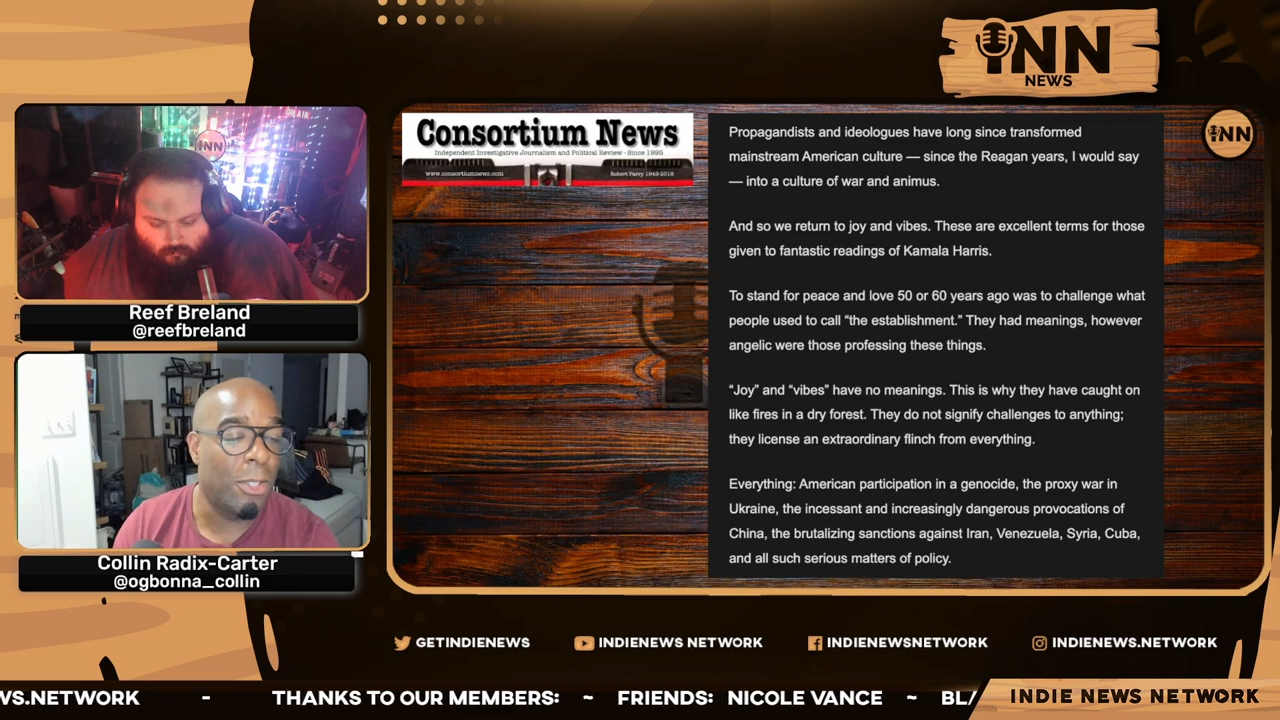 INN
NEWS
ON AIR
INN
Reef Breland
@reefbreland
Collin Radix-Carter
@ogbonna_collin
Consortium News
Independent Investigative Journalism and Political Review - Since 1995
www.consortiumnews.com
Robert Parry 1949-2018
INN
Propagandists and ideologues have long since transformed
mainstream American culture — since the Reagan years, I would say
— into a culture of war and animus.
And so we return to joy and vibes. These are excellent terms for those
given to fantastic readings of Kamala Harris.
To stand for peace and love 50 or 60 years ago was to challenge what
people used to call “the establishment.” They had meanings, however
angelic were those professing these things.
“Joy” and “vibes” have no meanings. This is why they have caught on
like fires in a dry forest. They do not signify challenges to anything;
they license an extraordinary flinch from everything.
Everything: American participation in a genocide, the proxy war in
Ukraine, the incessant and increasingly dangerous provocations of
China, the brutalizing sanctions against Iran, Venezuela, Syria, Cuba,
and all such serious matters of policy.
GETINDIENEWS
INDIENEWS NETWORK
INDIENEWSNETWORK
INDIENEWS.NETWORK
WS.NETWORK - THANKS TO OUR MEMBERS: ~ FRIENDS: NICOLE VANCE ~ BLA
INDIE NEWS NETWORK